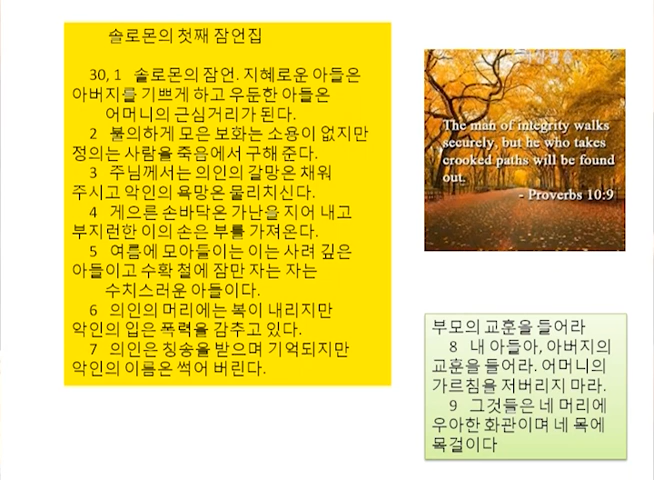 솔로몬의 첫째 잠언집
30, 1 솔로몬의 잠언. 지혜로운 아들은
아버지를 기쁘게 하고 우둔한 아들은
어머니의 근심거리가 된다.
2 불의하게 모은 보화는 소용이 없지만
정의는 사람을 죽음에서 구해 준다.
3 주님께서는 의인의 갈망은 채워
주시고 악인의 욕망은 물리치신다.
4 게으른 손바닥은 가난을 지어 내고
부지런한 이의 손은 부를 가져온다.
5 여름에 모아들이는 이는 사려 깊은
아들이고 수확 철에 잠만 자는 자는
수치스러운 아들이다.
6 의인의 머리에는 복이 내리지만
악인의 입은 폭력을 감추고 있다.
7 의인은 칭송을 받으며 기억되지만
악인의 이름은 썩어 버린다.
The man of integrity walks
securely, but he who takes
crooked paths will be found
out.
- Proverbs 10:9
부모의 교훈을 들어라
8 내 아들아, 아버지의
교훈을 들어라. 어머니의
가르침을 저버리지 마라.
9 그것들은 네 머리에
우아한 화관이며 네 목에
목걸이다